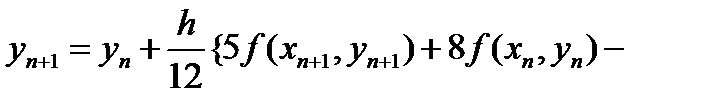 y_{n+1} = y_n + \frac{h}{12} \{5f(x_{n+1}, y_{n+1}) + 8f(x_n, y_n) −